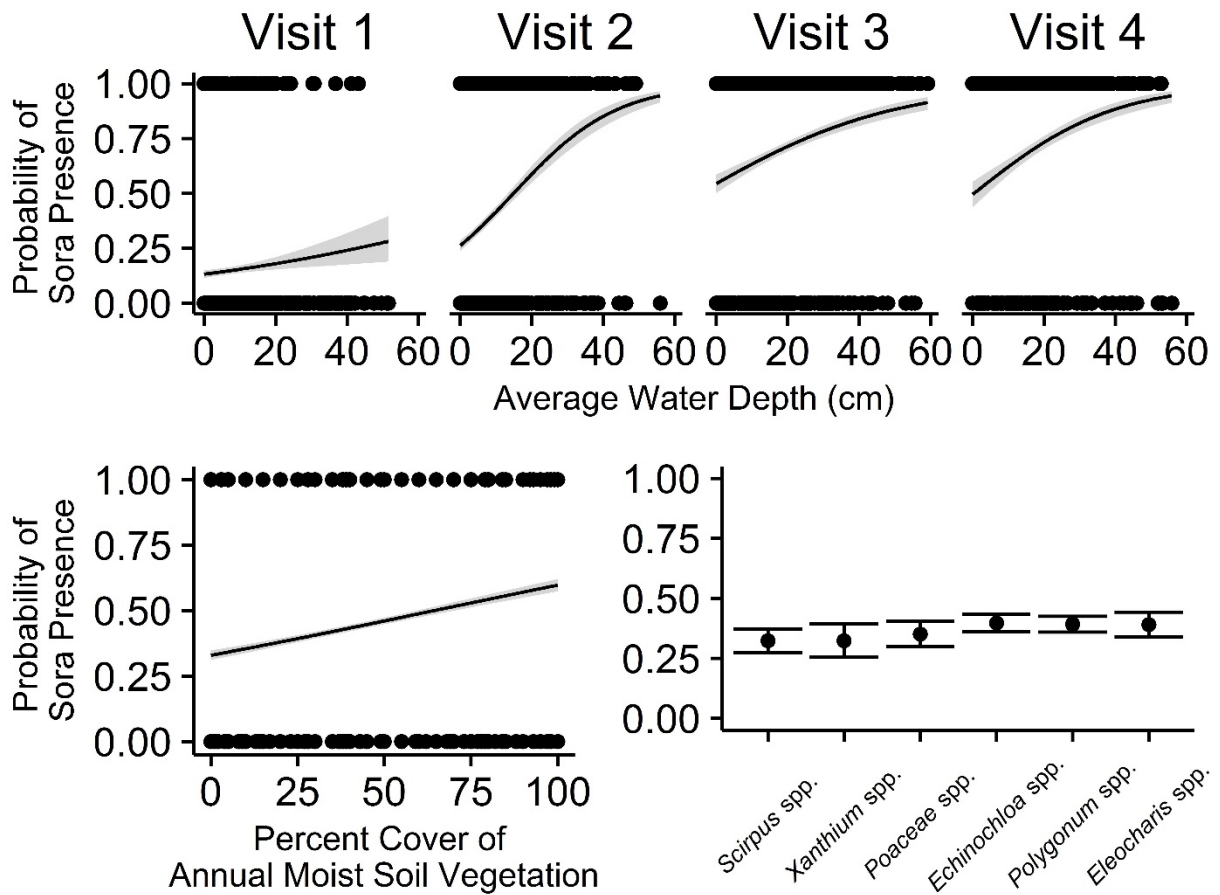 Visit 1 Visit 2 Visit 3 Visit 4
Probability of
Sora Presence
1.00
0.75
0.50
0.25
0.00
0 20 40 60 0 20 40 60 0 20 40 60 0 20 40 60
Average Water Depth (cm)
Probability of
Sora Presence
1.00
0.75
0.50
0.25
0.00
0 25 50 75 100
Percent Cover of
Annual Moist Soil Vegetation
1.00
0.75
0.50
0.25
0.00
Scirpus spp.
Xanthium spp.
Poaceae spp.
Echinochloa spp.
Polygonum spp.
Eleocharis spp.